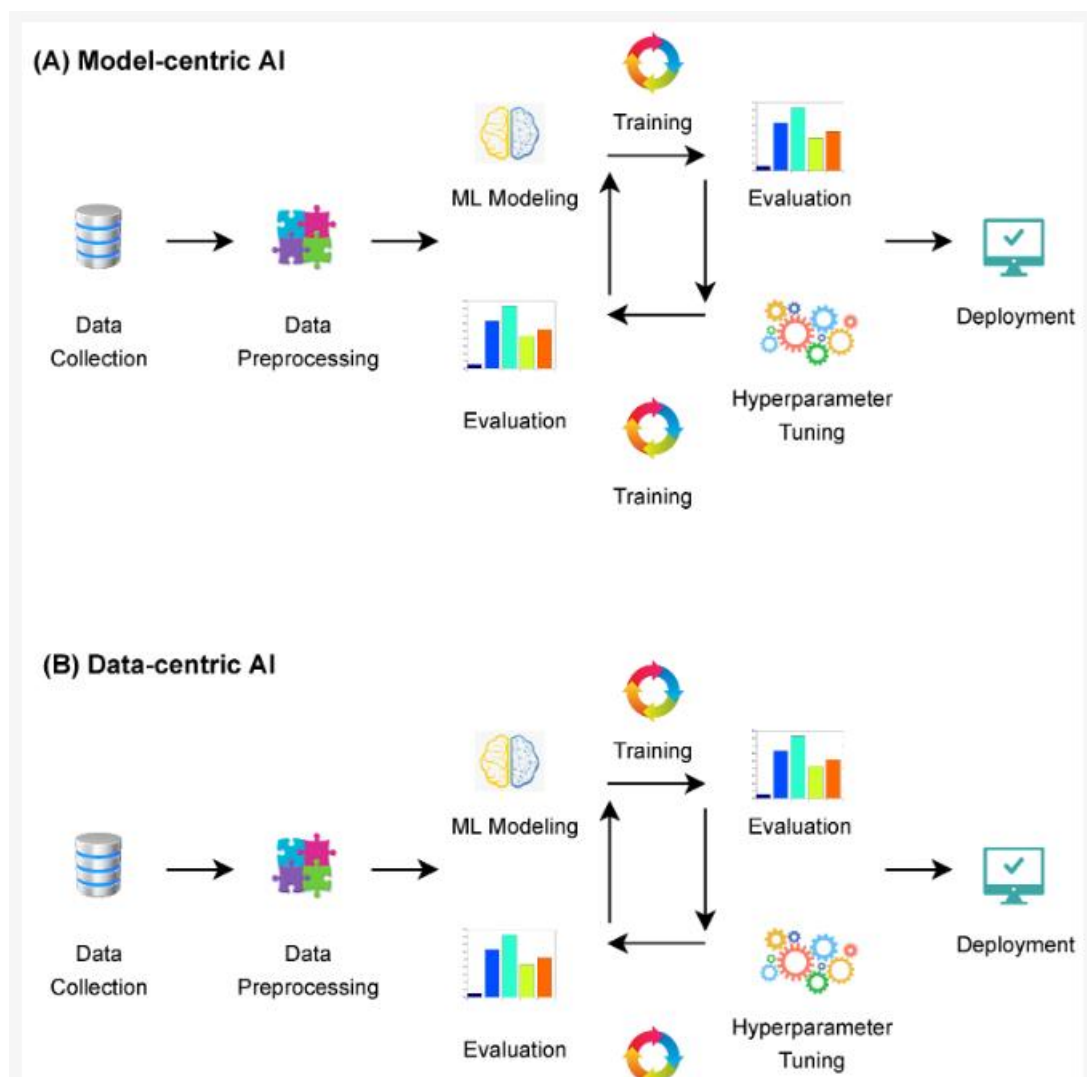 (A) Model-centric AI
Training
ML Modeling
Evaluation
Data
Collection
Data
Preprocessing
Deployment
Evaluation
Hyperparameter
Tuning
Training
(B) Data-centric AI
Training
ML Modeling
Evaluation
Data
Collection
Data
Preprocessing
Deployment
Evaluation
Hyperparameter
Tuning